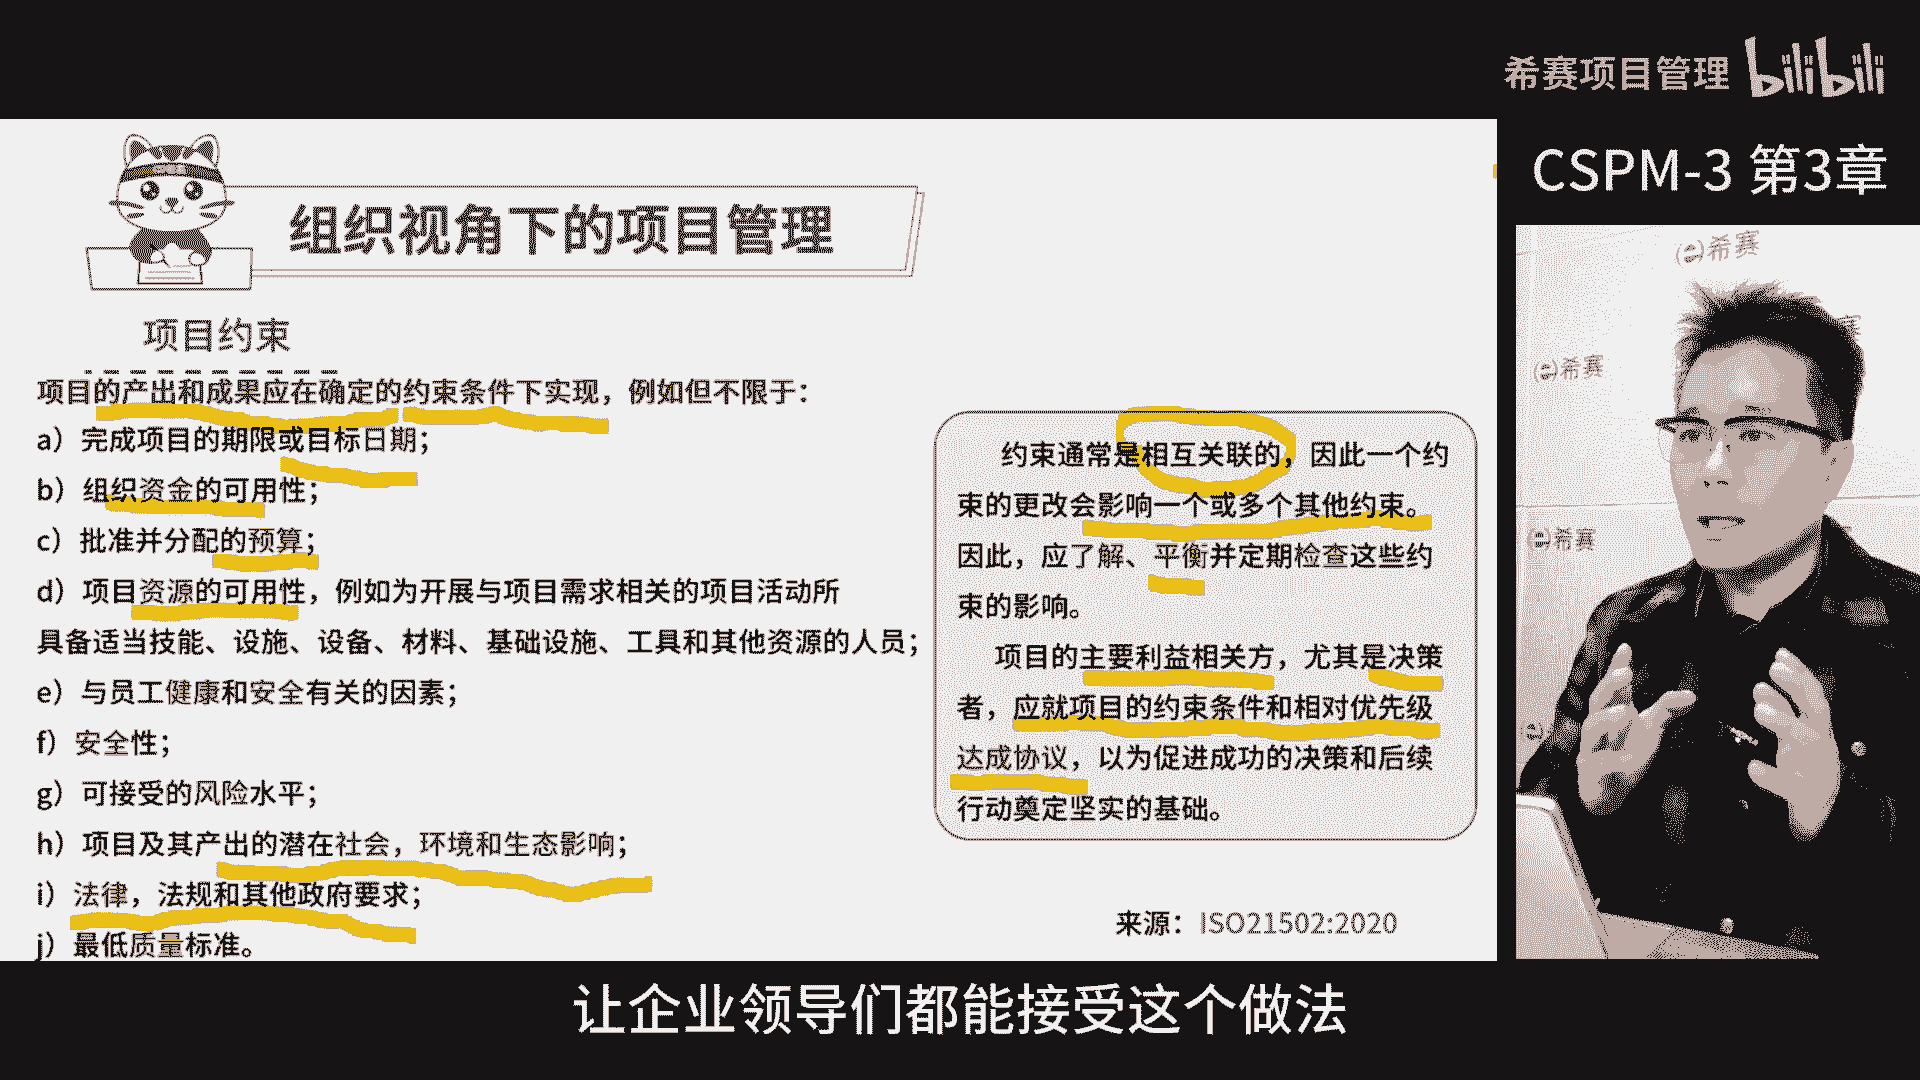 希赛项目管理 bilibili
CSPM-3 第3章
组织视角下的项目管理
项目约束
项目的产出和成果应在确定的约束条件下实现，例如但不限于：
a）完成项目的期限或目标日期；
b）组织资金的可用性；
c）批准并分配的预算；
d）项目资源的可用性，例如为开展与项目需求相关的项目活动所
具备适当技能、设施、设备、材料、基础设施、工具和其他资源的人员；
e）与员工健康和安全有关的因素；
f）安全性；
g）可接受的风险水平；
h）项目及其产出的潜在社会，环境和生态影响；
i）法律，法规和其他政府要求；
j）最低质量标准。
约束通常是相互关联的，因此一个约
束的更改会影响一个或多个其他约束。
因此，应了解、平衡并定期检查这些约
束的影响。
项目的主要利益相关方，尤其是决策
者，应就项目的约束条件和相对优先级
达成协议，以为促进成功的决策和后续
行动奠定坚实的基础。
来源：ISO21502:2020
希赛
希赛
希赛
赛
让企业领导们都能接受这个做法